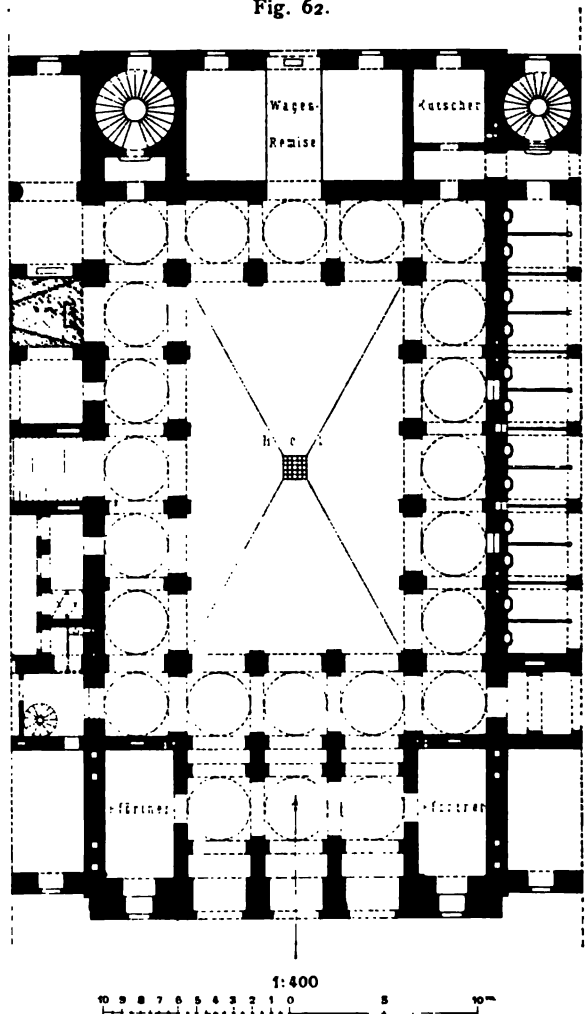 Fig. 62.
Wagen-
Kutscher
Remise
Pförtner
Pförtner
1:400
10 9 8 7 6 5 4 3 2 1 0 5 10m